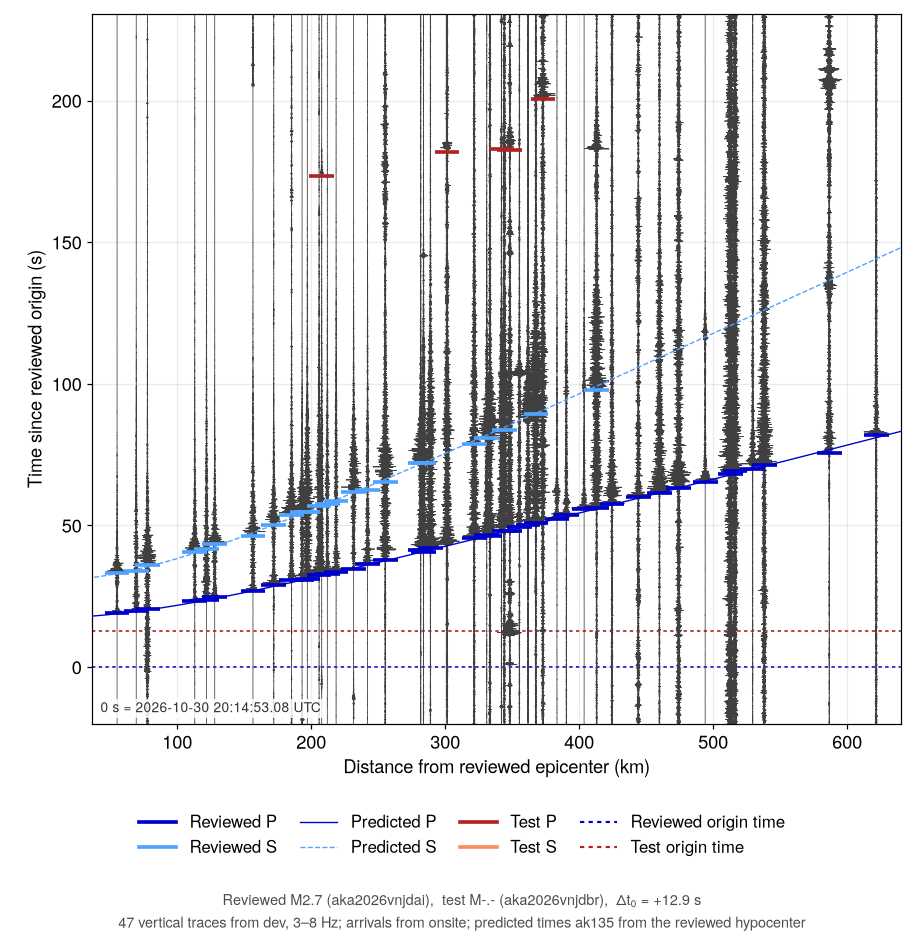 Time since reviewed origin (s)
200
150
100
50
0
0 s = 2026-10-30 20:14:53.08 UTC
100 200 300 400 500 600
Distance from reviewed epicenter (km)
Reviewed P Predicted P Test P Reviewed origin time
Reviewed S Predicted S Test S Test origin time
Reviewed M2.7 (aka2026vnjdai), test M-.- (aka2026vnjdbr), Δt₀ = +12.9 s
47 vertical traces from dev, 3–8 Hz; arrivals from onsite; predicted times ak135 from the reviewed hypocenter